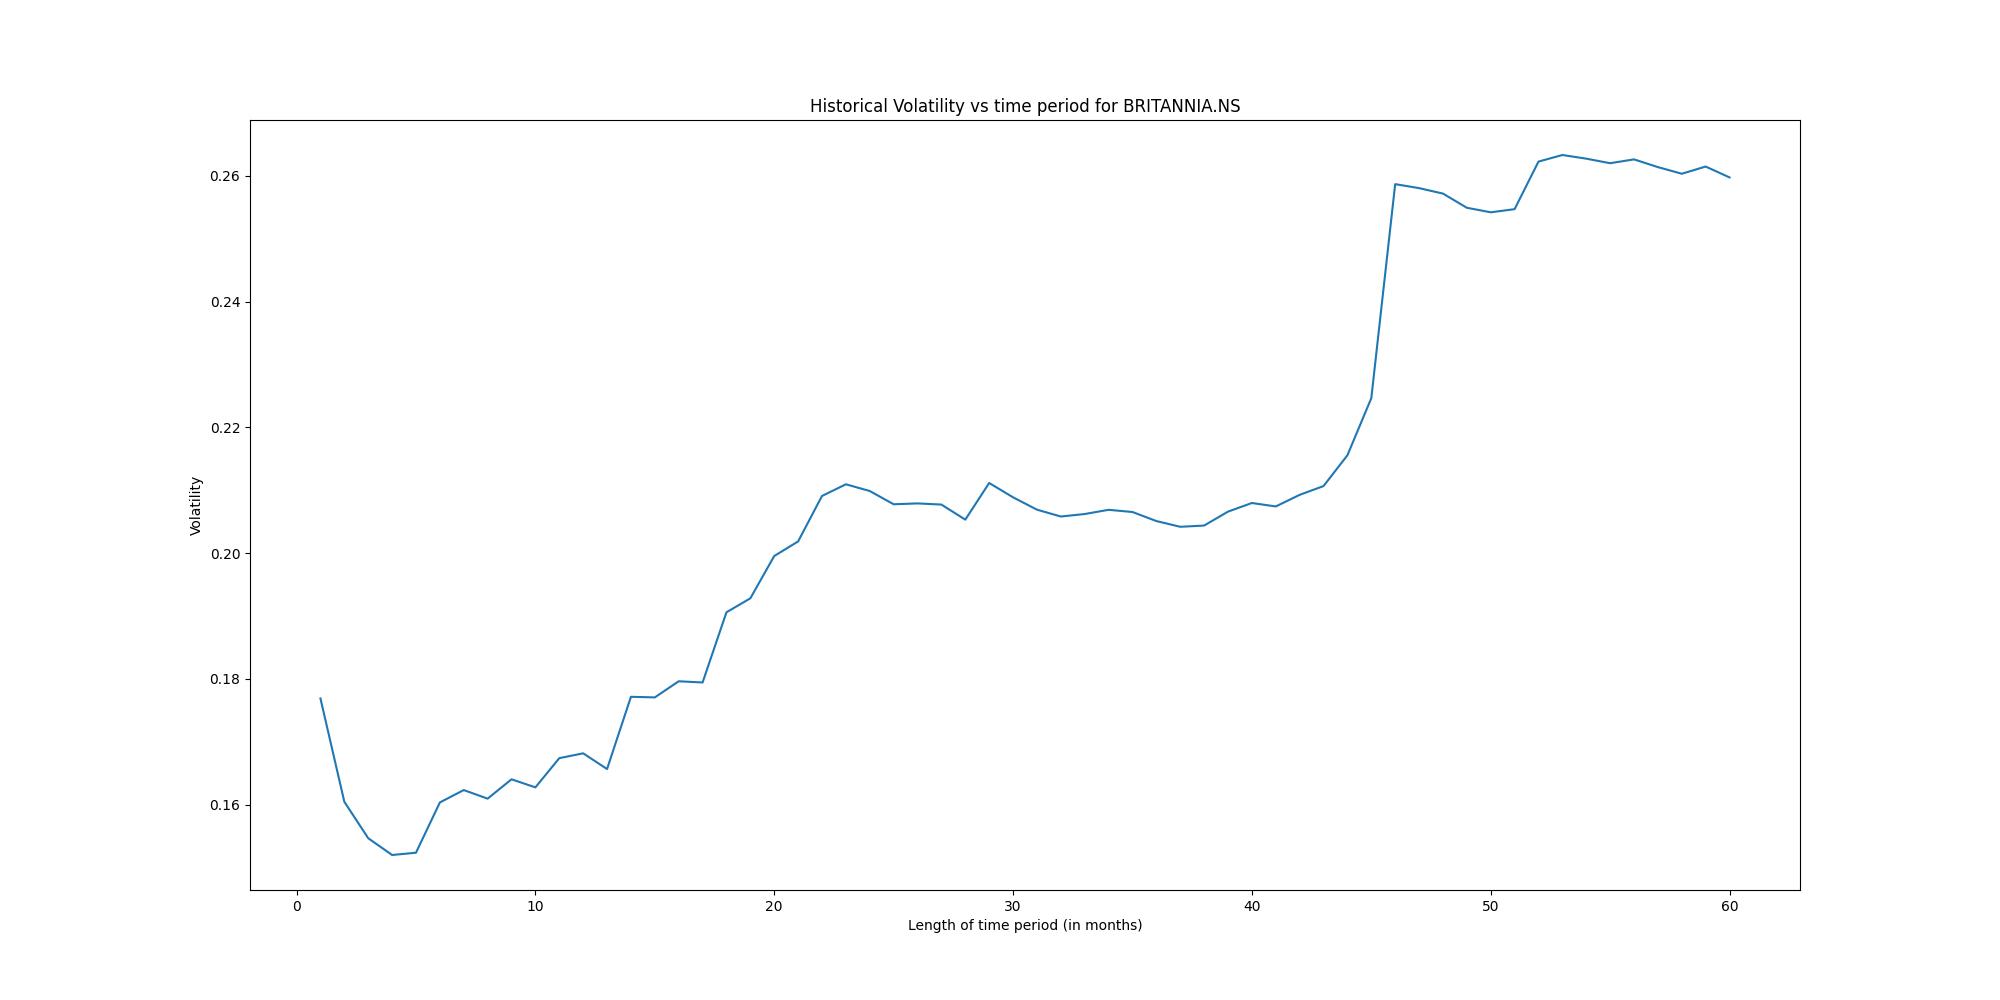 Historical Volatility vs time period for BRITANNIA.NS
0.26
0.24
0.22
0.20
0.18
0.16
Volatility
0 10 20 30 40 50 60
Length of time period (in months)